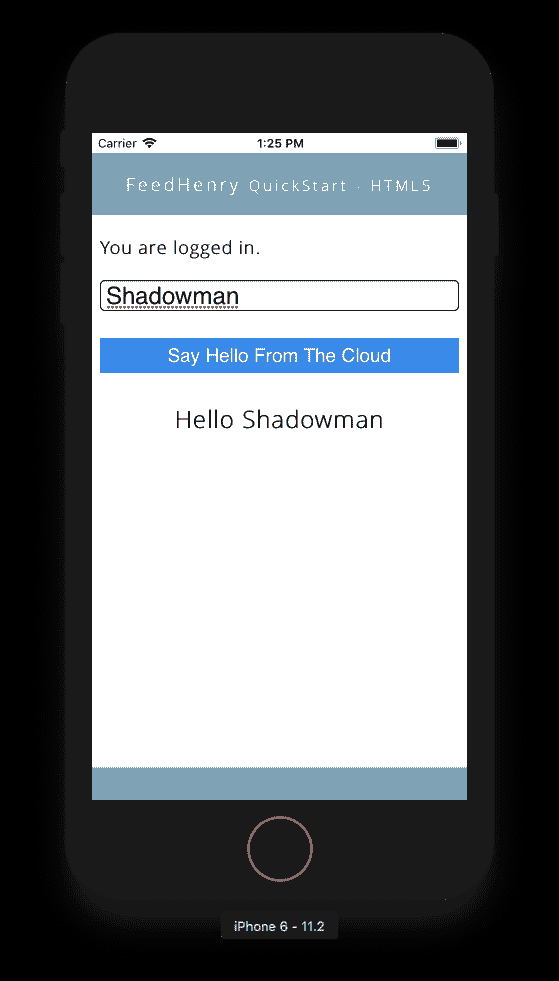 Carrier 1:25 PM
FeedHenry QuickStart - HTML5
You are logged in.
Shadowman
Say Hello From The Cloud
Hello Shadowman
iPhone 6 - 11.2